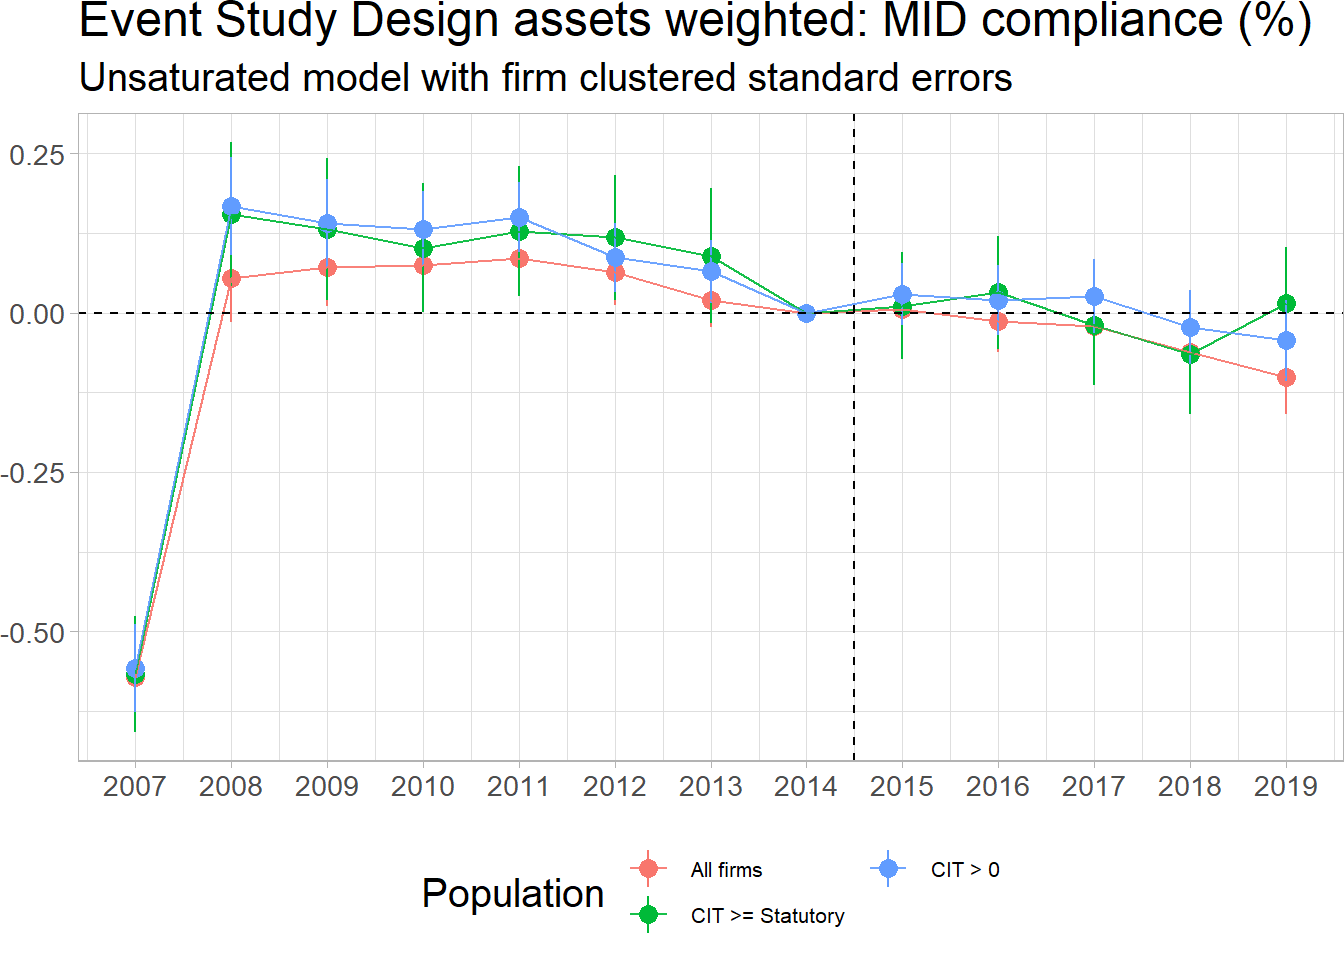 Event Study Design assets weighted: MID compliance (%)
Unsaturated model with firm clustered standard errors
0.25
0.00
-0.25
-0.50
2007 2008 2009 2010 2011 2012 2013 2014 2015 2016 2017 2018 2019
Population
All firms
CIT > 0
CIT >= Statutory